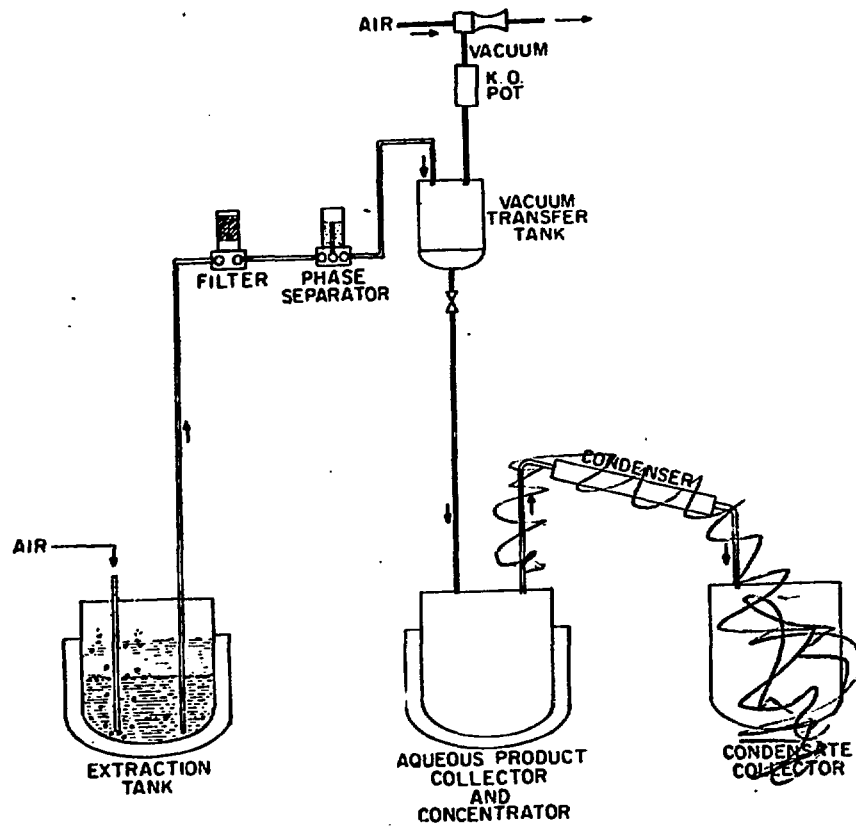 AIR
VACUUM
K. O.
POT
VACUUM
TRANSFER
TANK
FILTER
PHASE
SEPARATOR
CONDENSER
AIR
EXTRACTION
TANK
AQUEOUS PRODUCT
COLLECTOR
AND
CONCENTRATOR
CONDENSATE
COLLECTOR